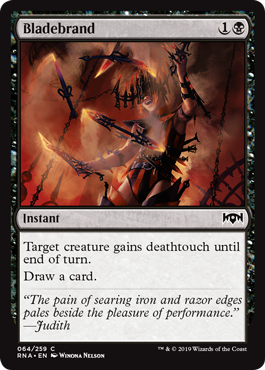 Bladebrand 1
Instant
Target creature gains deathtouch until
end of turn.
Draw a card.
“The pain of searing iron and razor edges
pales beside the pleasure of performance.”
—Judith
064/259 C
RNA • EN Winona Nelson
™ & © 2019 Wizards of the Coast